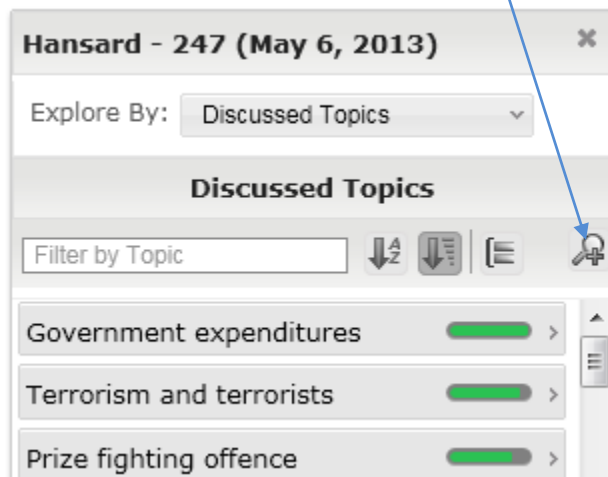 Hansard - 247 (May 6, 2013)
Explore By: Discussed Topics
Discussed Topics
Filter by Topic
Government expenditures
Terrorism and terrorists
Prize fighting offence